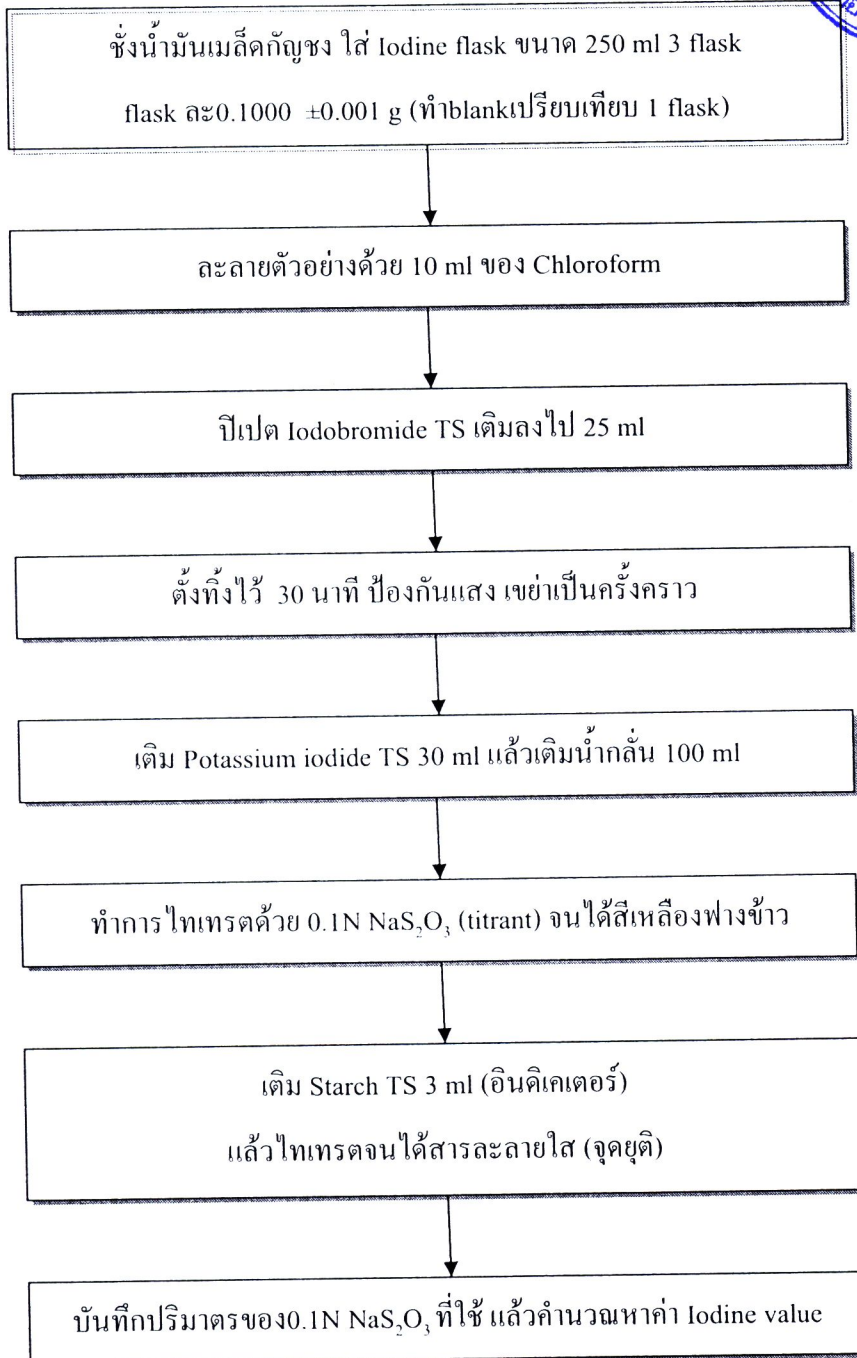 ชั่งน้ำมันเมล็ดกัญชง ใส่ Iodine flask ขนาด 250 ml 3 flask
flask ละ0.1000 ±0.001 g (ทำblankเปรียบเทียบ 1 flask)
ละลายตัวอย่างด้วย 10 ml ของ Chloroform
ปิเปต Iodobromide TS เติมลงไป 25 ml
ตั้งทิ้งไว้ 30 นาที ป้องกันแสง เขย่าเป็นครั้งคราว
เติม Potassium iodide TS 30 ml แล้วเติมน้ำกลั่น 100 ml
ทำการไทเทรตด้วย 0.1N NaS₂O₃ (titrant) จนได้สีเหลืองฟางข้าว
เติม Starch TS 3 ml (อินดิเคเตอร์)
แล้วไทเทรตจนได้สารละลายใส (จุดยุติ)
บันทึกปริมาตรของ0.1N NaS₂O₃ ที่ใช้ แล้วคำนวณหาค่า Iodine value